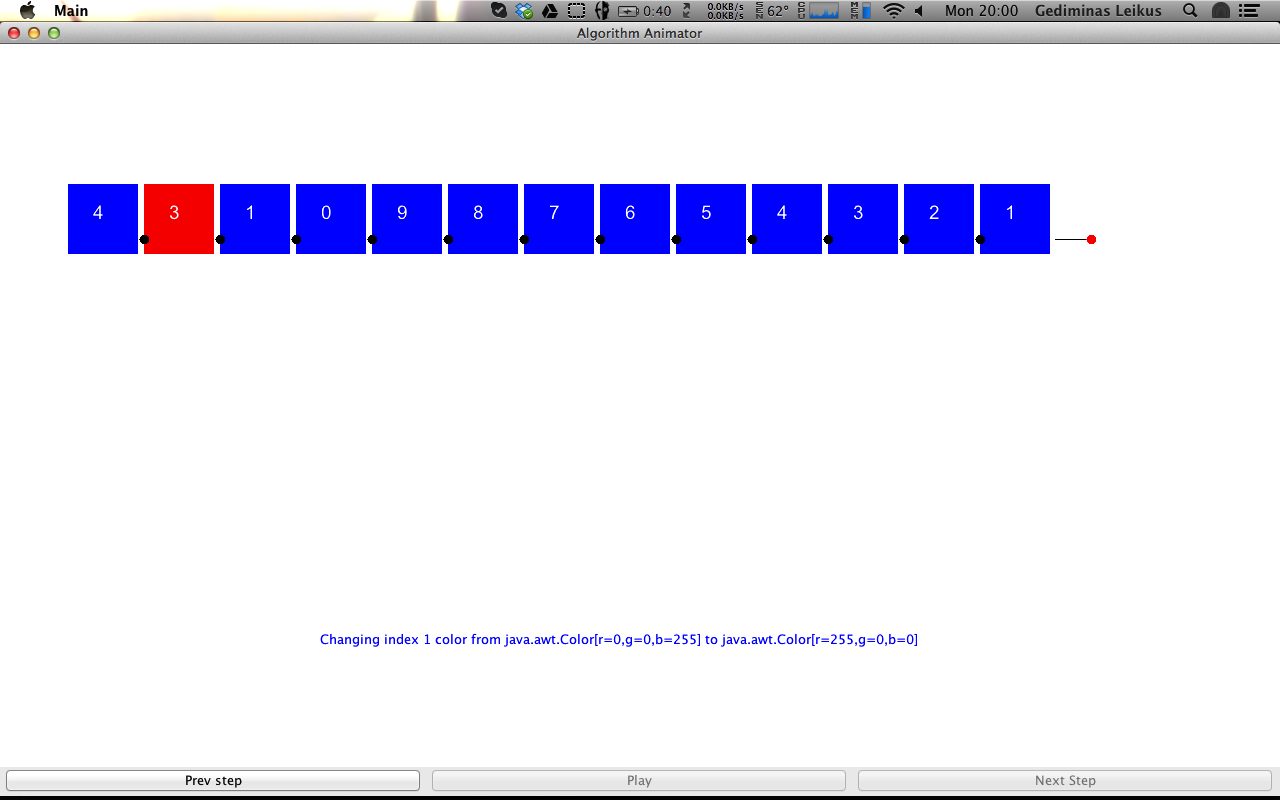 Main 0:40 0.0KB/s 0.0KB/s SEN 62° CPU MEM Mon 20:00 Gediminas Leikus
Algorithm Animator
4 3 1 0 9 8 7 6 5 4 3 2 1
Changing index 1 color from java.awt.Color[r=0,g=0,b=255] to java.awt.Color[r=255,g=0,b=0]
Prev step Play Next Step